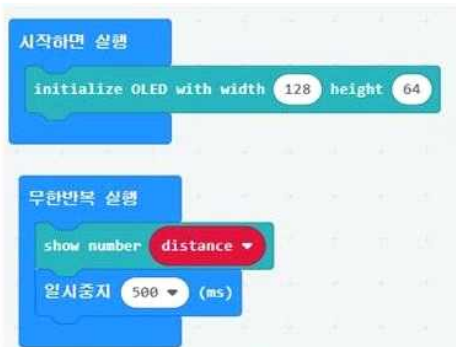 시작하면 실행
initialize OLED with width 128 height 64
무한반복 실행
show number distance
일시중지 500 (ms)